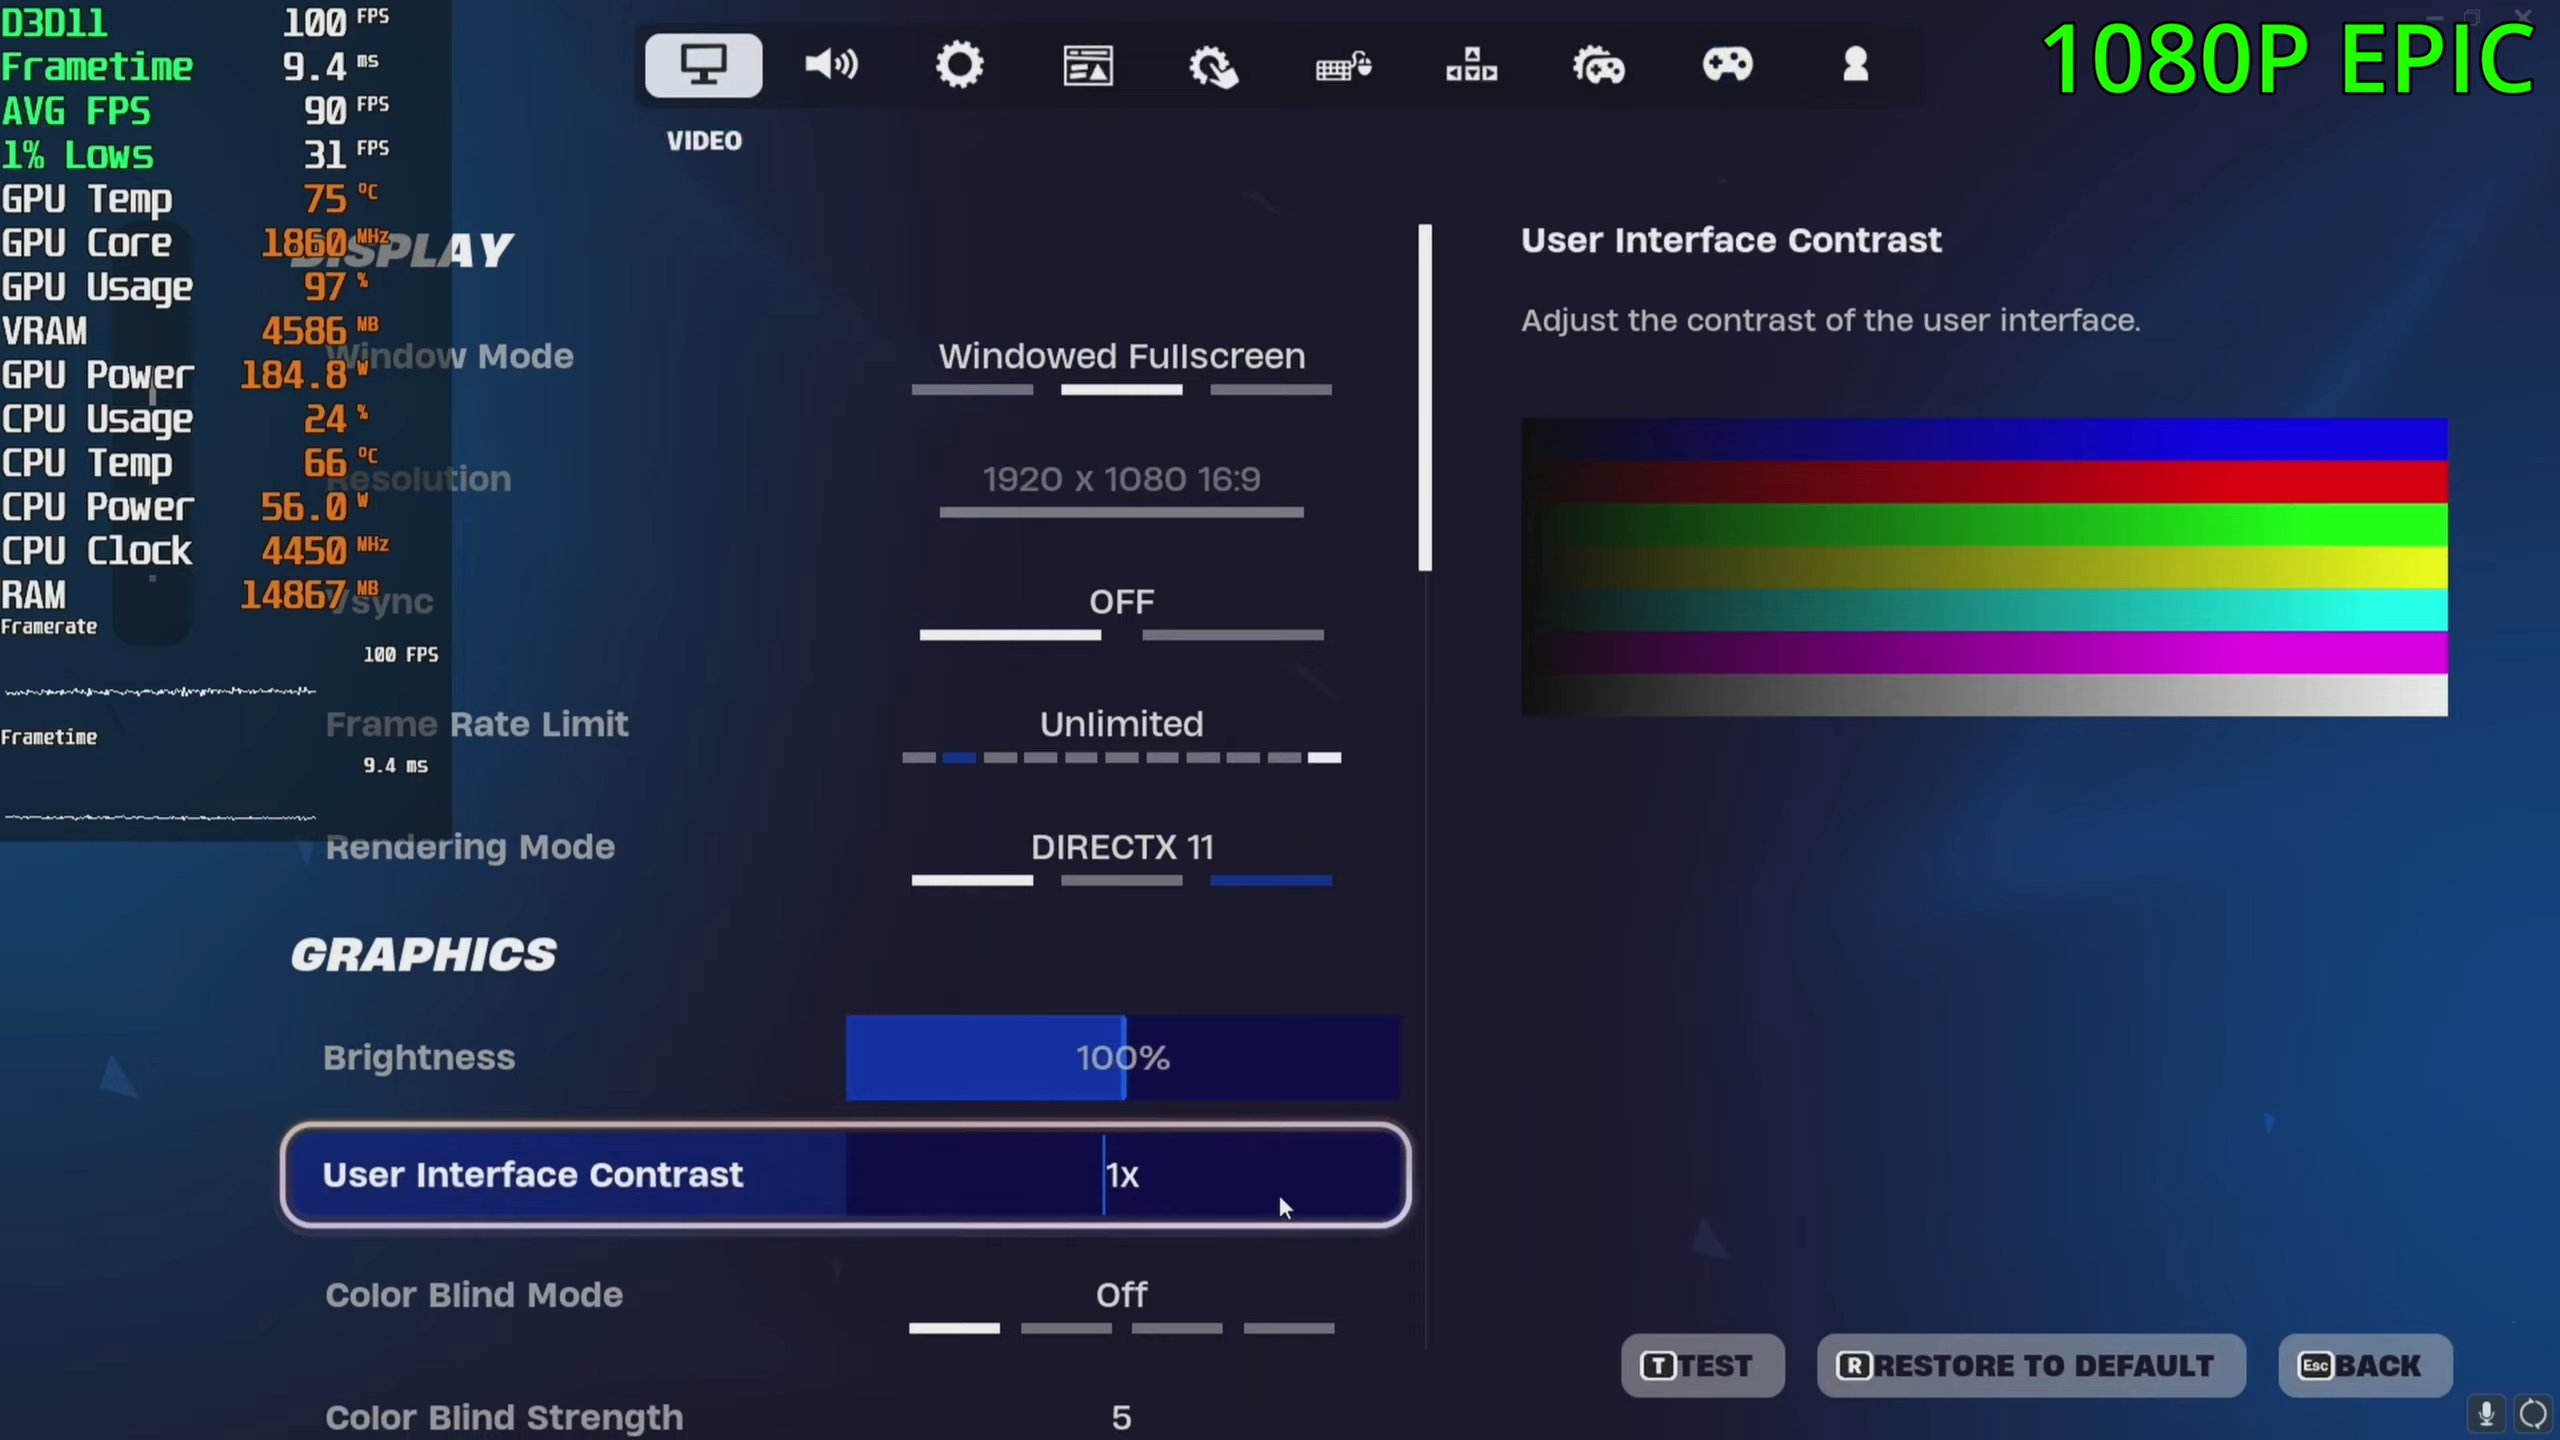 D3D11 100 FPS
Frametime 9.4 ms
AVG FPS 90 FPS
1% Lows 31 FPS
GPU Temp 75 °C
GPU Core 1860 MHz
GPU Usage 97 %
VRAM 4586 MB
GPU Power 184.8 W
CPU Usage 24 %
CPU Temp 66 °C
CPU Power 56.0 W
CPU Clock 4450 MHz
RAM 14867 MB
Framerate
100 FPS
Frametime
9.4 ms
1080P EPIC
VIDEO
DISPLAY
Window Mode Windowed Fullscreen
Resolution 1920 x 1080 16:9
Vsync OFF
Frame Rate Limit Unlimited
Rendering Mode DIRECTX 11
GRAPHICS
Brightness 100%
User Interface Contrast 1x
Color Blind Mode Off
Color Blind Strength 5
User Interface Contrast
Adjust the contrast of the user interface.
T TEST
R RESTORE TO DEFAULT
Esc BACK